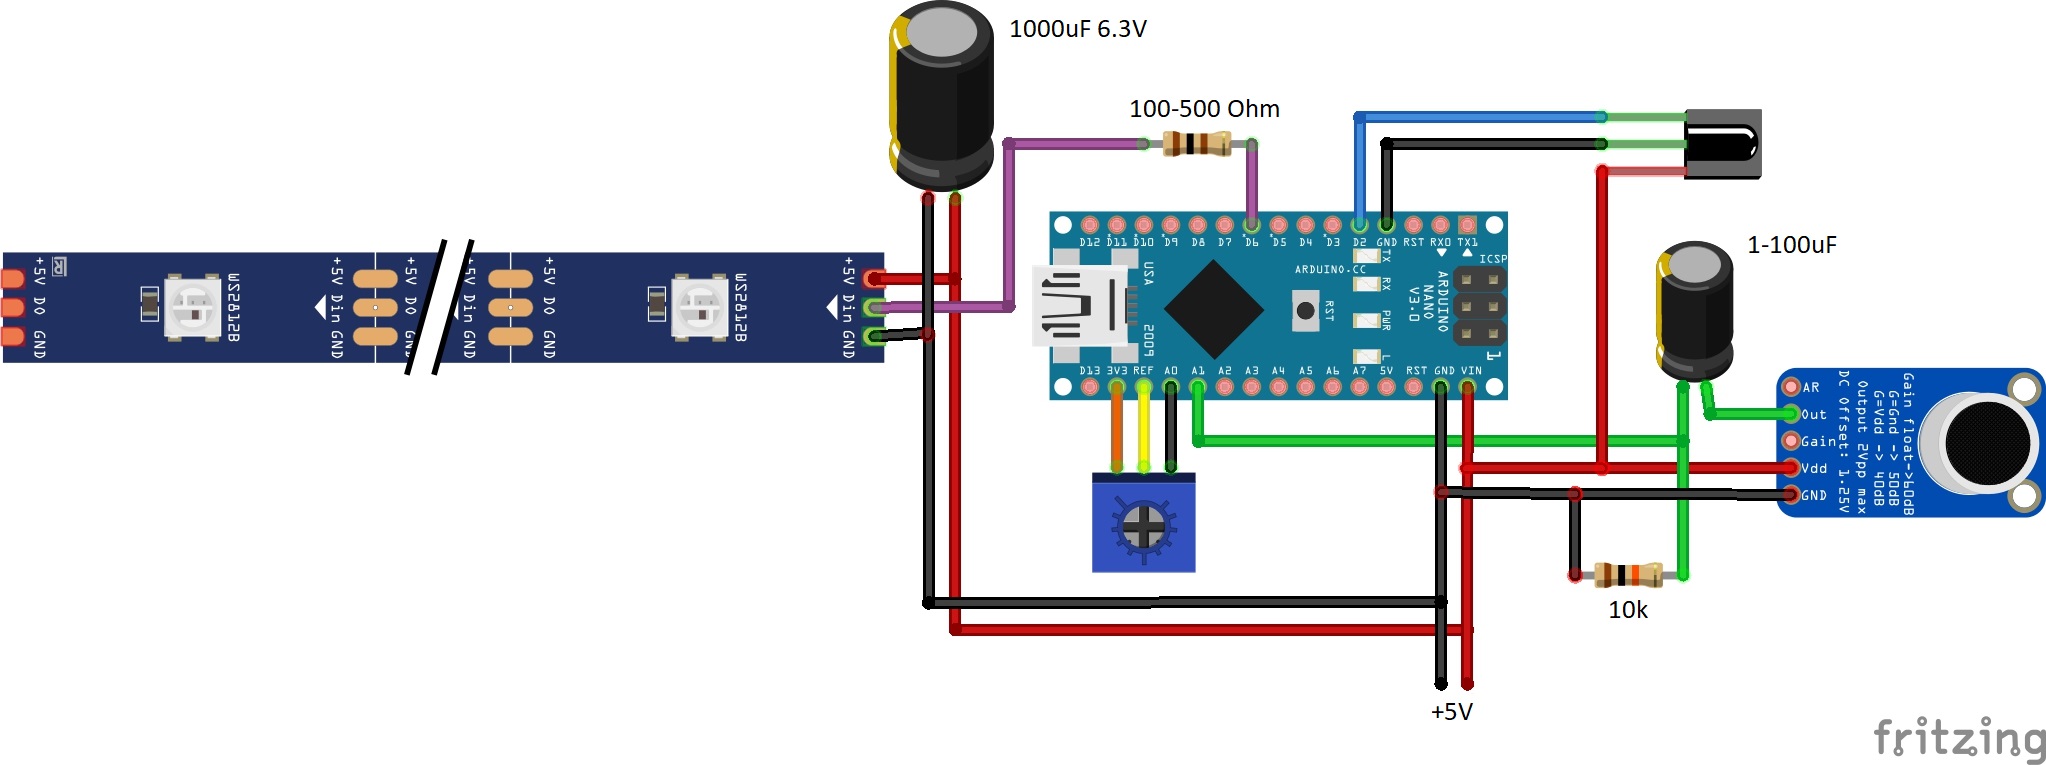 1000uF 6.3V
100-500 Ohm
1-100uF
+5V DO GND
WS2812B
+5V Din GND
+5V DO GND
+5V Din GND
+5V DO GND
WS2812B
+5V Din GND
D12 D11 D10 D9 D8 D7 D6 D5 D4 D3 D2 GND RST RX0 TX1
USA
2009
ARDUINO.CC
RST
TX
RX
PWR
L
ARDUINO
NANO
V3.0
ICSP
1
D13 3V3 REF A0 A1 A2 A3 A4 A5 A6 A7 5V RST GND VIN
AR
Out
Gain
Vdd
GND
Gain float->60dB
G=Gnd -> 50dB
G=Vdd -> 40dB
Output 2Vpp max
DC Offset: 1.25V
10k
+5V
fritzing